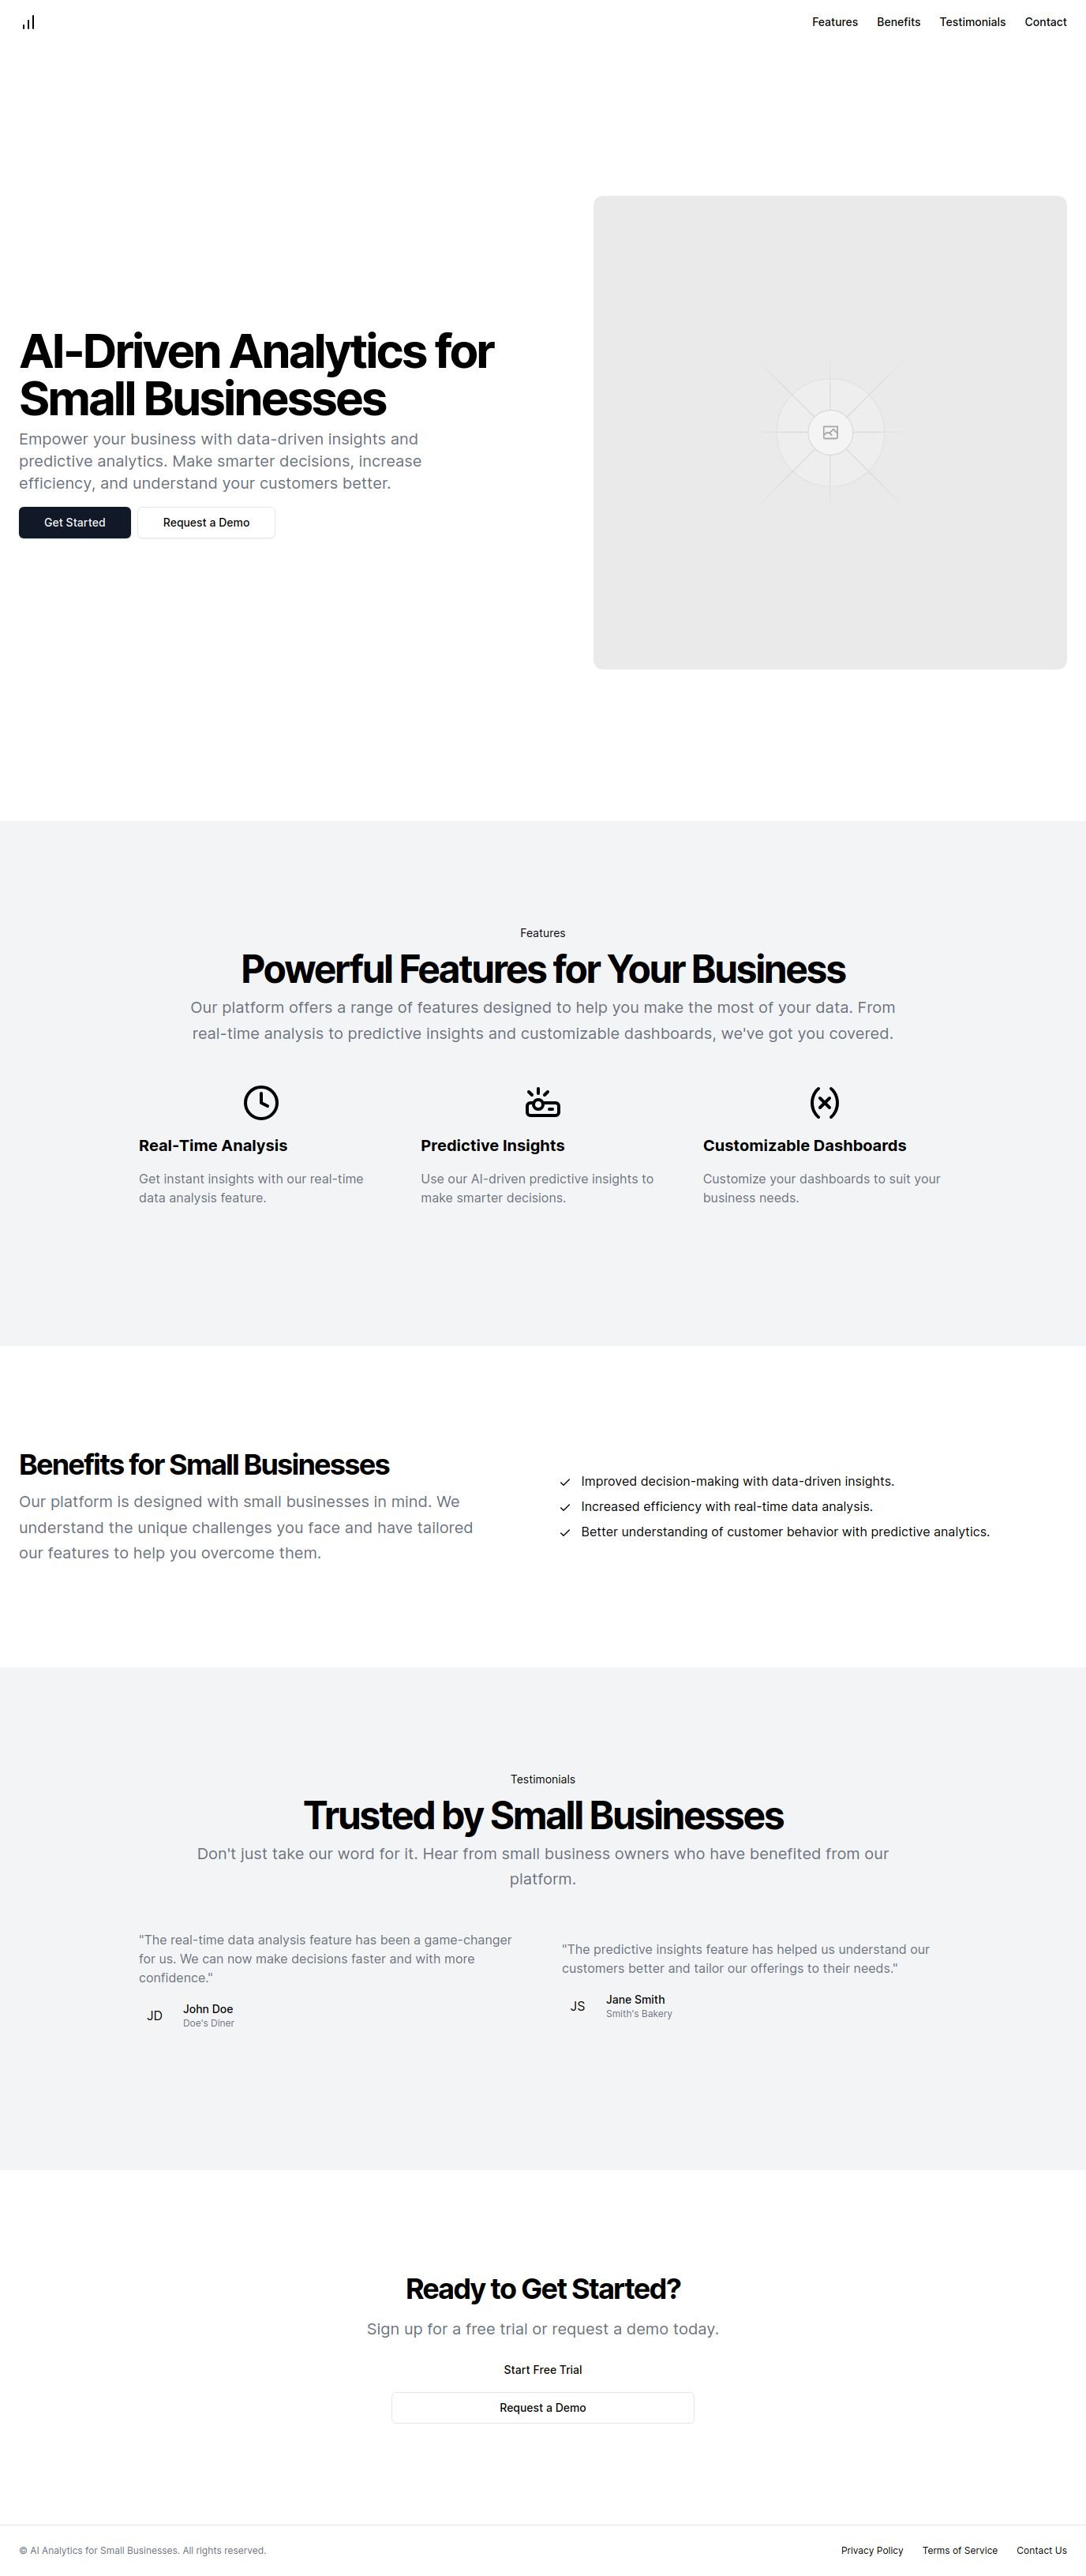 Features Benefits Testimonials Contact
AI-Driven Analytics for
Small Businesses
Empower your business with data-driven insights and
predictive analytics. Make smarter decisions, increase
efficiency, and understand your customers better.
Get Started Request a Demo
Features
Powerful Features for Your Business
Our platform offers a range of features designed to help you make the most of your data. From
real-time analysis to predictive insights and customizable dashboards, we've got you covered.
Real-Time Analysis
Get instant insights with our real-time
data analysis feature.
Predictive Insights
Use our AI-driven predictive insights to
make smarter decisions.
Customizable Dashboards
Customize your dashboards to suit your
business needs.
Benefits for Small Businesses
Our platform is designed with small businesses in mind. We
understand the unique challenges you face and have tailored
our features to help you overcome them.
Improved decision-making with data-driven insights.
Increased efficiency with real-time data analysis.
Better understanding of customer behavior with predictive analytics.
Testimonials
Trusted by Small Businesses
Don't just take our word for it. Hear from small business owners who have benefited from our
platform.
"The real-time data analysis feature has been a game-changer
for us. We can now make decisions faster and with more
confidence."
JD
John Doe
Doe's Diner
"The predictive insights feature has helped us understand our
customers better and tailor our offerings to their needs."
JS
Jane Smith
Smith's Bakery
Ready to Get Started?
Sign up for a free trial or request a demo today.
Start Free Trial
Request a Demo
© AI Analytics for Small Businesses. All rights reserved.
Privacy Policy Terms of Service Contact Us